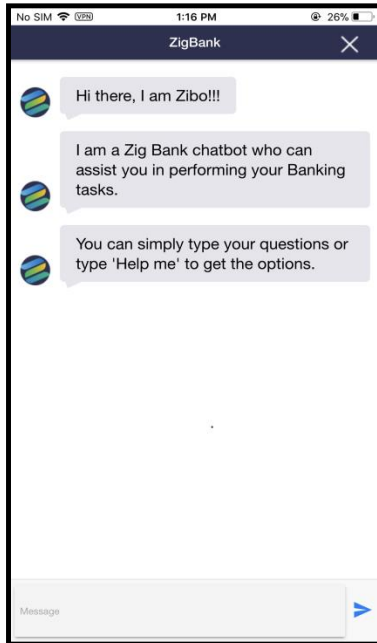 No SIM VPN 1:16 PM 26%
ZigBank
Hi there, I am Zibo!!!
I am a Zig Bank chatbot who can
assist you in performing your Banking
tasks.
You can simply type your questions or
type 'Help me' to get the options.
Message